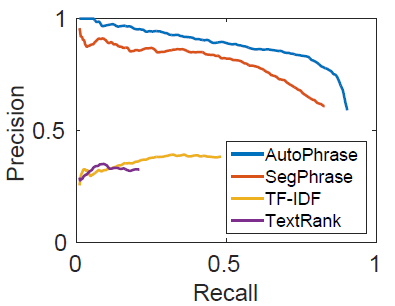 1
Precision
0.5
AutoPhrase
SegPhrase
TF-IDF
TextRank
0
0
0.5
1
Recall